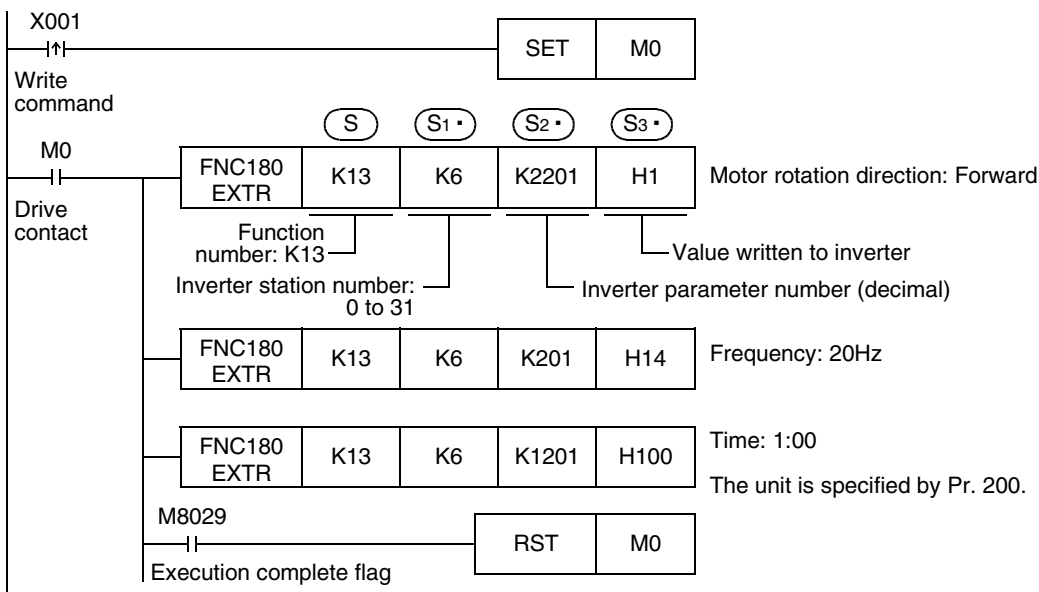 X001
SET M0
Write
command
S S1· S2· S3·
M0
FNC180
EXTR K13 K6 K2201 H1 Motor rotation direction: Forward
Drive
contact
Function
number: K13
Value written to inverter
Inverter station number:
0 to 31
Inverter parameter number (decimal)
FNC180
EXTR K13 K6 K201 H14 Frequency: 20Hz
FNC180
EXTR K13 K6 K1201 H100 Time: 1:00
The unit is specified by Pr. 200.
M8029
RST M0
Execution complete flag